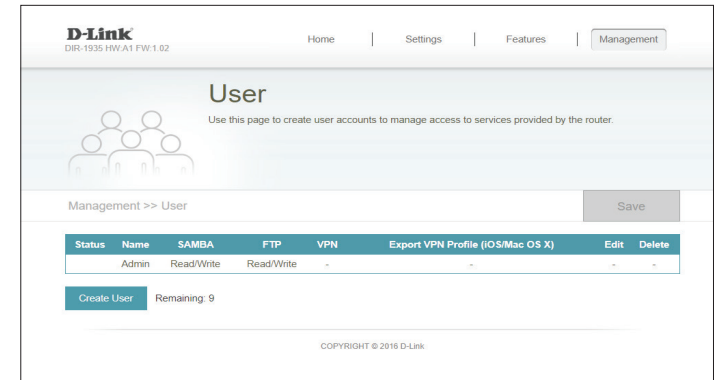 D-Link
DIR-1935 HW:A1 FW:1.02
Home | Settings | Features | Management
User
Use this page to create user accounts to manage access to services provided by the router.
Management >> User
Save
Status Name SAMBA FTP VPN Export VPN Profile (iOS/Mac OS X) Edit Delete
Admin Read/Write Read/Write - - - -
Create User Remaining: 9
COPYRIGHT © 2016 D-Link